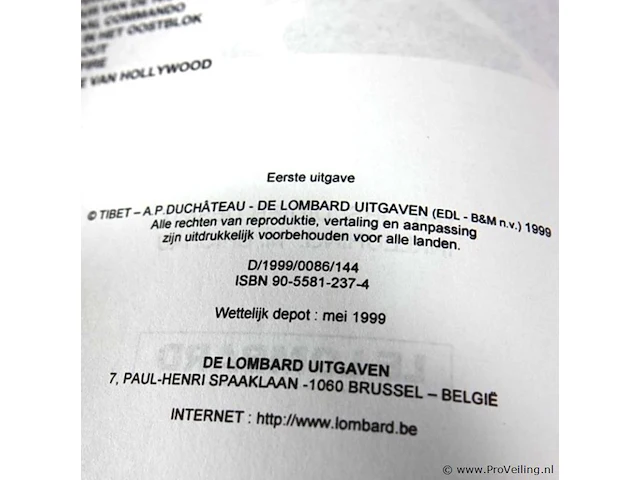 COMMANDO
IN HET OOSTBLOK
VAN HOLLYWOOD
Eerste uitgave
© TIBET – A.P.DUCHÂTEAU - DE LOMBARD UITGAVEN (EDL - B&M n.v.) 1999
Alle rechten van reproduktie, vertaling en aanpassing
zijn uitdrukkelijk voorbehouden voor alle landen.
D/1999/0086/144
ISBN 90-5581-237-4
Wettelijk depot : mei 1999
DE LOMBARD UITGAVEN
7, PAUL-HENRI SPAAKLAAN -1060 BRUSSEL – BELGIË
INTERNET : http://www.lombard.be
© www.ProVeiling.nl